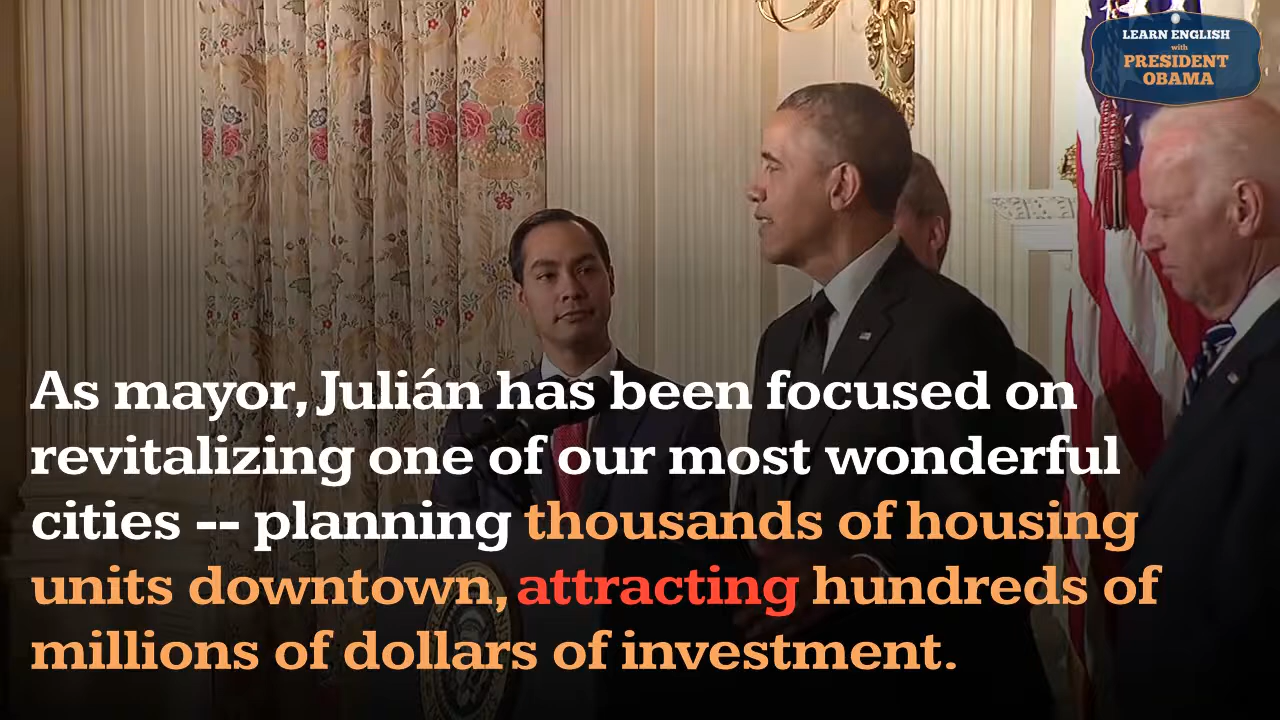 LEARN ENGLISH
with
PRESIDENT
OBAMA
As mayor, Julián has been focused on
revitalizing one of our most wonderful
cities -- planning thousands of housing
units downtown, attracting hundreds of
millions of dollars of investment.